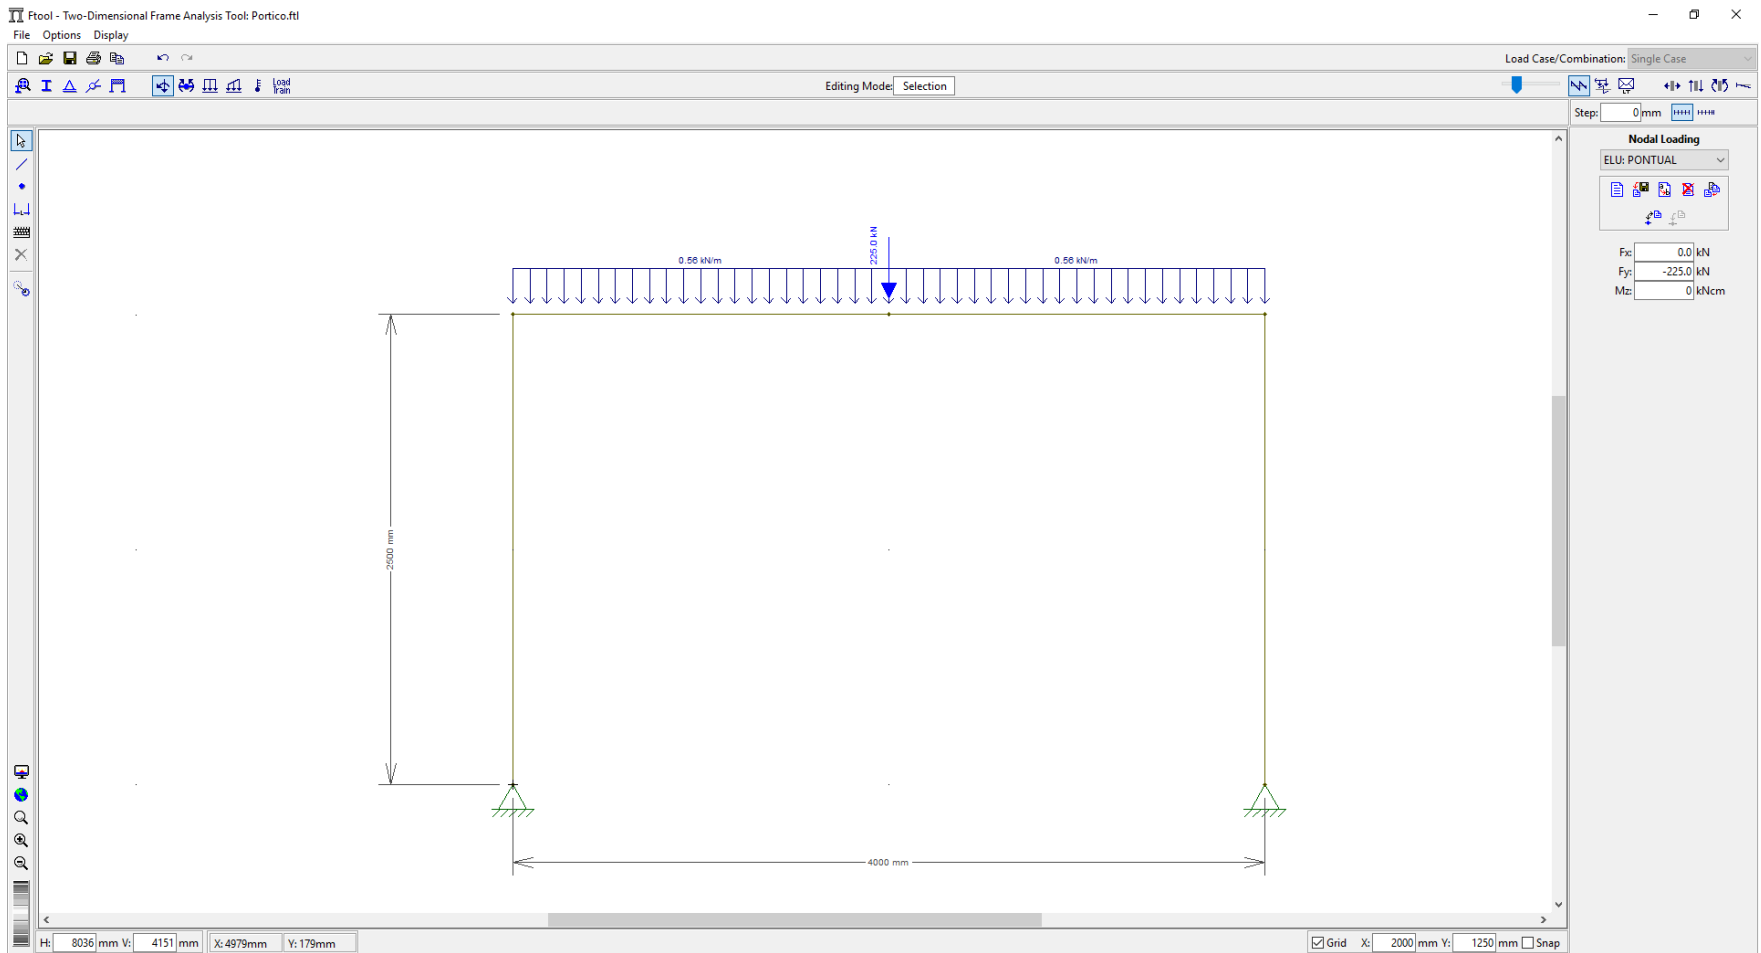 Ftool - Two-Dimensional Frame Analysis Tool: Portico.ftl
File Options Display
Load Case/Combination: Single Case
Load Train
Editing Mode: Selection
Step: 0 mm
Nodal Loading
ELU: PONTUAL
Fx: 0.0 kN
Fy: -225.0 kN
Mz: 0 kNcm
225.0 kN
0.56 kN/m
0.56 kN/m
2500 mm
4000 mm
H: 8036 mm V: 4151 mm X: 4979mm Y: 179mm
Grid X: 2000 mm Y: 1250 mm Snap